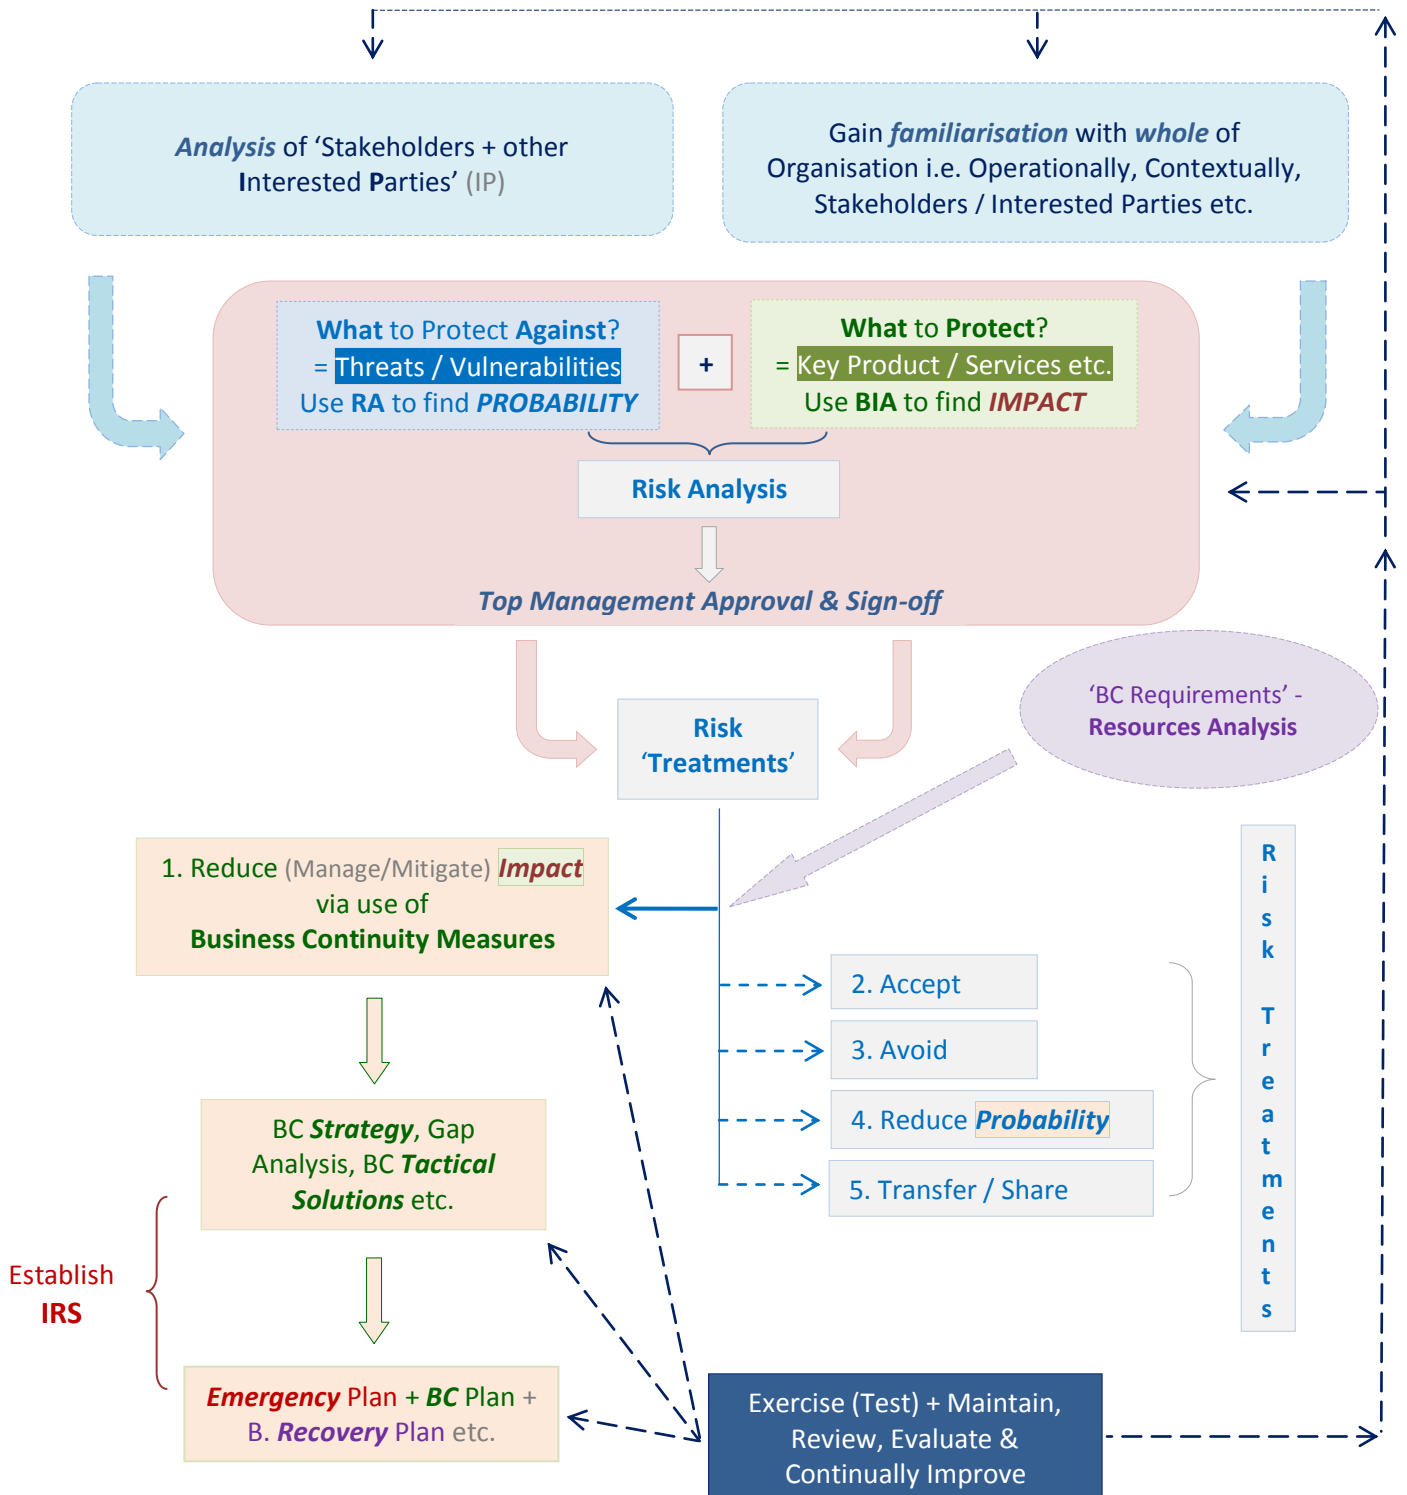 Analysis of ‘Stakeholders + other
Interested Parties’ (IP)
Gain familiarisation with whole of
Organisation i.e. Operationally, Contextually,
Stakeholders / Interested Parties etc.
What to Protect Against?
= Threats / Vulnerabilities
Use RA to find PROBABILITY
+
What to Protect?
= Key Product / Services etc.
Use BIA to find IMPACT
Risk Analysis
Top Management Approval & Sign-off
‘BC Requirements’ -
Resources Analysis
Risk
‘Treatments’
1. Reduce (Manage/Mitigate) Impact
via use of
Business Continuity Measures
2. Accept
3. Avoid
4. Reduce Probability
5. Transfer / Share
Risk Treatments
BC Strategy, Gap
Analysis, BC Tactical
Solutions etc.
Establish
IRS
Emergency Plan + BC Plan +
B. Recovery Plan etc.
Exercise (Test) + Maintain,
Review, Evaluate &
Continually Improve